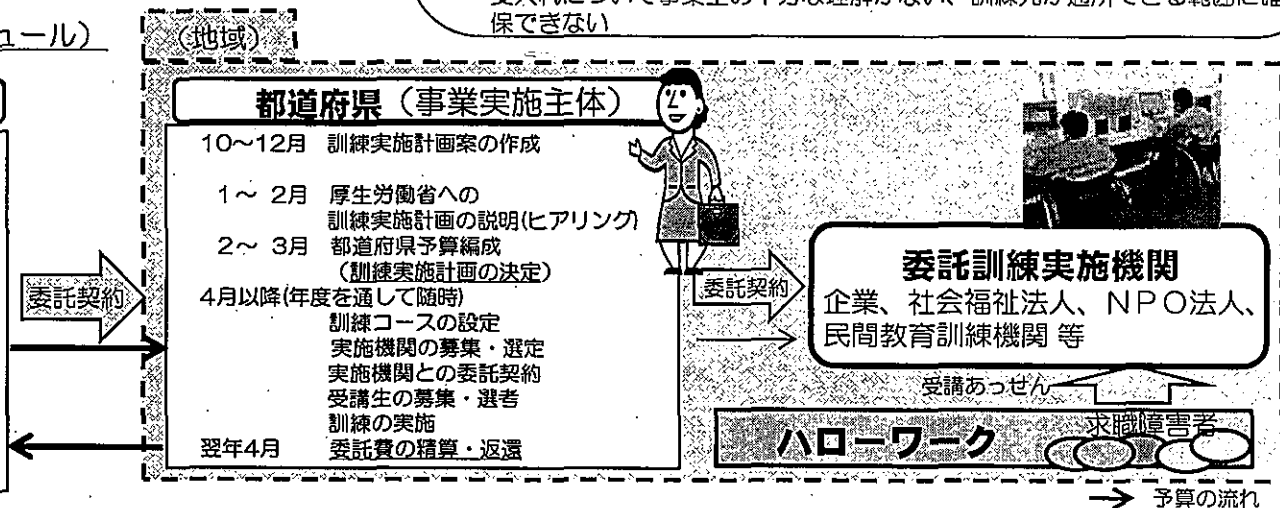 保できない
ュール)
(地域)
都道府県(事業実施主体)
10～12月 訓練実施計画案の作成
1～ 2月 厚生労働省への
訓練実施計画の説明(ヒアリング)
2～ 3月 都道府県予算編成
(訓練実施計画の決定)
4月以降(年度を通して随時)
訓練コースの設定
実施機関の募集・選定
実施機関との委託契約
受講生の募集・選考
訓練の実施
翌年4月 委託費の精算・返還
委託契約
委託契約
委託訓練実施機関
企業、社会福祉法人、NPO法人、
民間教育訓練機関 等
受講あっせん
ハローワーク
求職障害者
予算の流れ